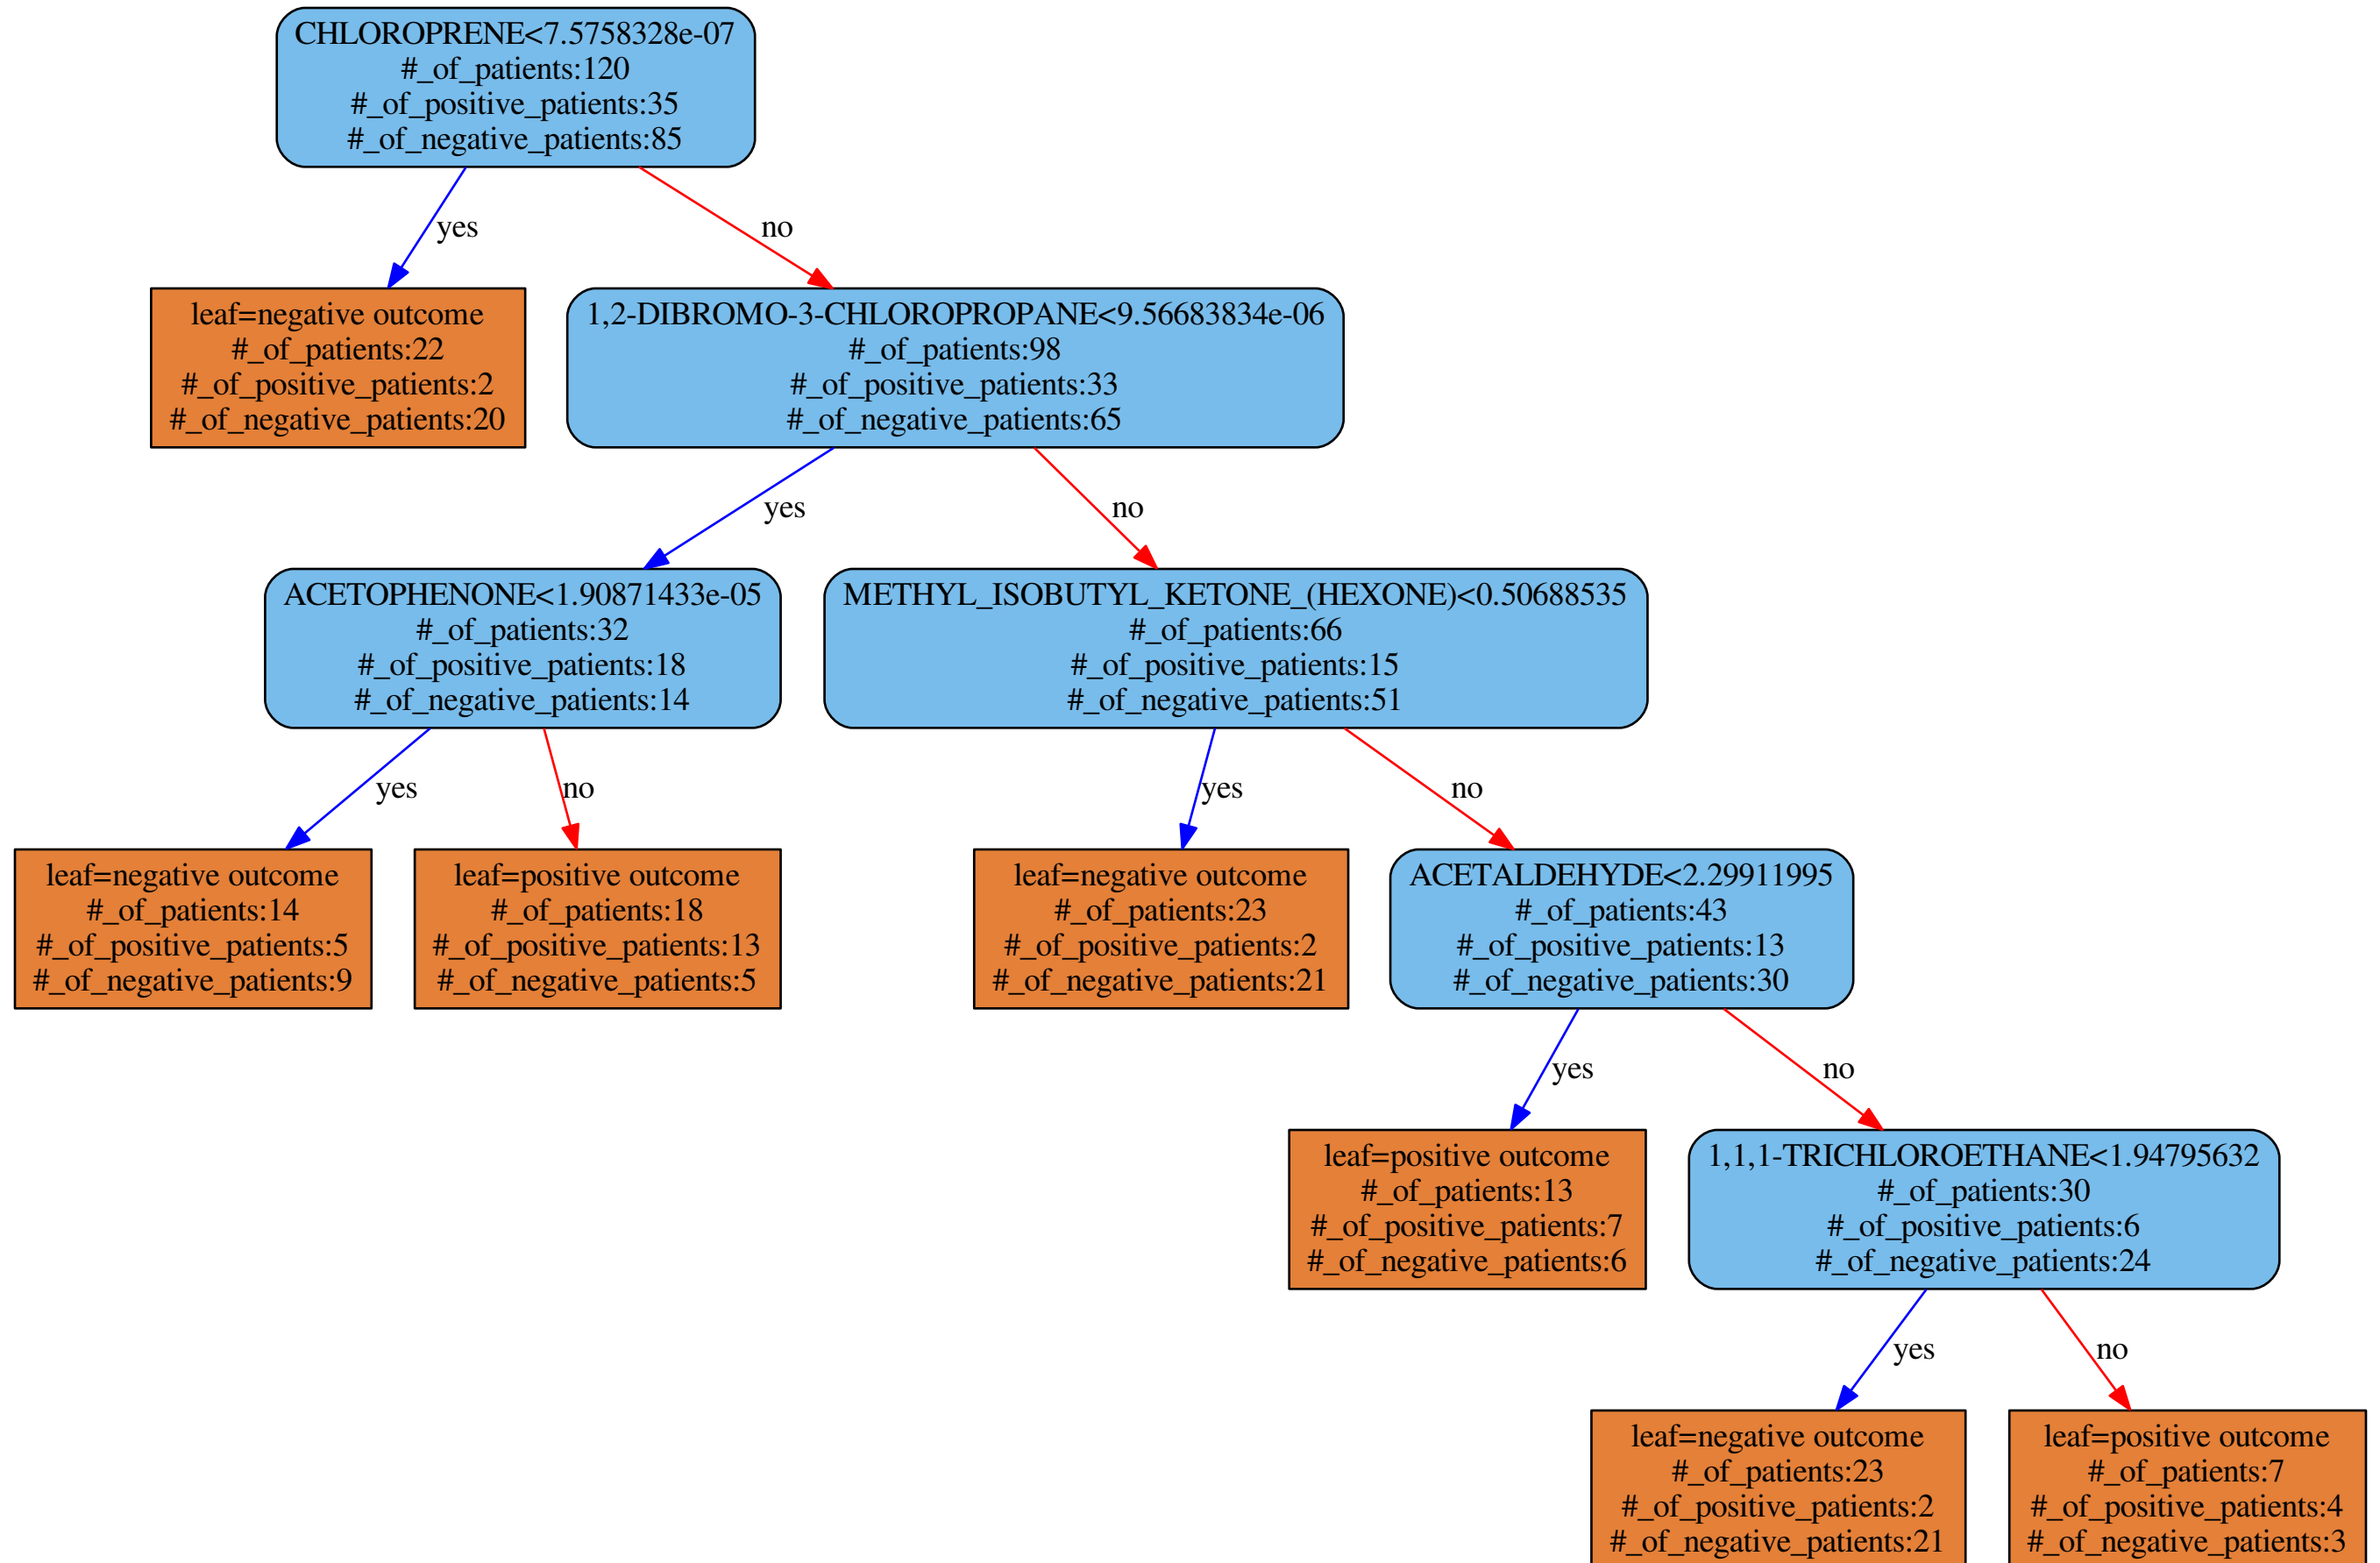 CHLOROPRENE<7.5758328e-07
#_of_patients:120
#_of_positive_patients:35
#_of_negative_patients:85
yes
no
leaf=negative outcome
#_of_patients:22
#_of_positive_patients:2
#_of_negative_patients:20
1,2-DIBROMO-3-CHLOROPROPANE<9.56683834e-06
#_of_patients:98
#_of_positive_patients:33
#_of_negative_patients:65
yes
no
ACETOPHENONE<1.90871433e-05
#_of_patients:32
#_of_positive_patients:18
#_of_negative_patients:14
METHYL_ISOBUTYL_KETONE_(HEXONE)<0.50688535
#_of_patients:66
#_of_positive_patients:15
#_of_negative_patients:51
yes
no
yes
no
leaf=negative outcome
#_of_patients:14
#_of_positive_patients:5
#_of_negative_patients:9
leaf=positive outcome
#_of_patients:18
#_of_positive_patients:13
#_of_negative_patients:5
leaf=negative outcome
#_of_patients:23
#_of_positive_patients:2
#_of_negative_patients:21
ACETALDEHYDE<2.29911995
#_of_patients:43
#_of_positive_patients:13
#_of_negative_patients:30
yes
no
leaf=positive outcome
#_of_patients:13
#_of_positive_patients:7
#_of_negative_patients:6
1,1,1-TRICHLOROETHANE<1.94795632
#_of_patients:30
#_of_positive_patients:6
#_of_negative_patients:24
yes
no
leaf=negative outcome
#_of_patients:23
#_of_positive_patients:2
#_of_negative_patients:21
leaf=positive outcome
#_of_patients:7
#_of_positive_patients:4
#_of_negative_patients:3